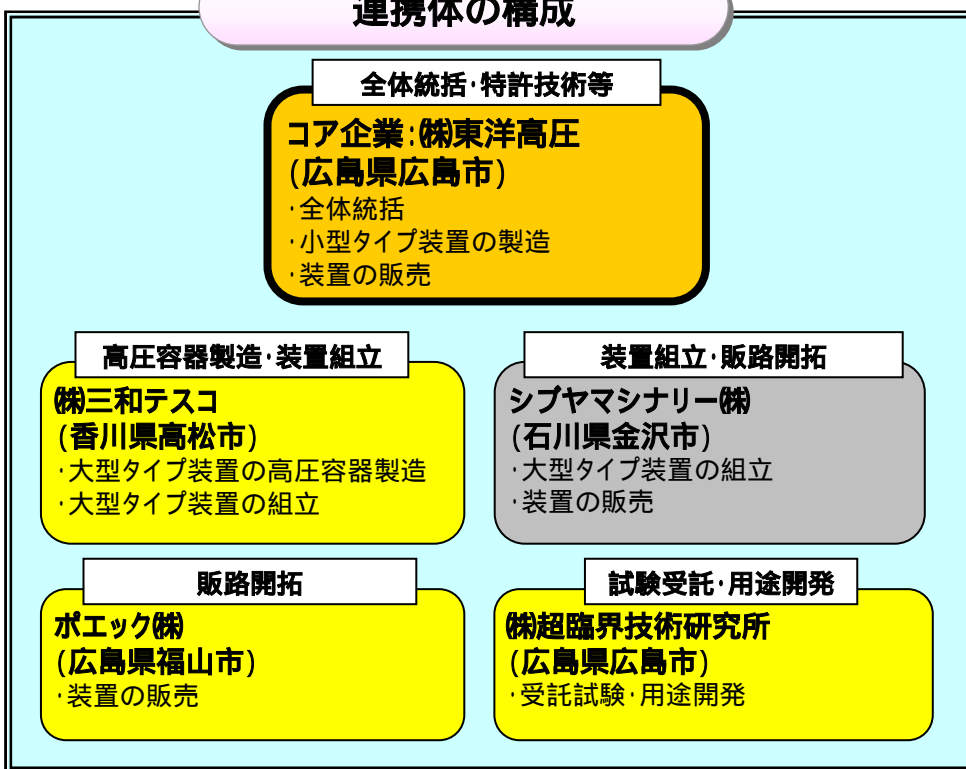 連携体の構成
全体統括・特許技術等
コア企業:㈱東洋高圧
(広島県広島市)
・全体統括
・小型タイプ装置の製造
・装置の販売
高圧容器製造・装置組立
㈱三和テスコ
(香川県高松市)
・大型タイプ装置の高圧容器製造
・大型タイプ装置の組立
装置組立・販路開拓
シブヤマシナリー㈱
(石川県金沢市)
・大型タイプ装置の組立
・装置の販売
販路開拓
ポエック㈱
(広島県福山市)
・装置の販売
試験受託・用途開発
㈱超臨界技術研究所
(広島県広島市)
・受託試験・用途開発